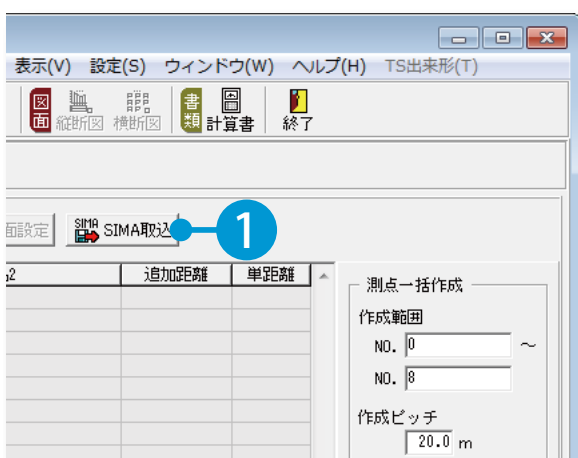 表示(V) 設定(S) ウィンドウ(W) ヘルプ(H) TS出来形(T)
図面 縦断図 横断図 書類 計算書 終了
面設定 SIMA SIMA取込 1
2 追加距離 単距離
測点一括作成
作成範囲
NO. 0 ～
NO. 8
作成ピッチ
20.0 m